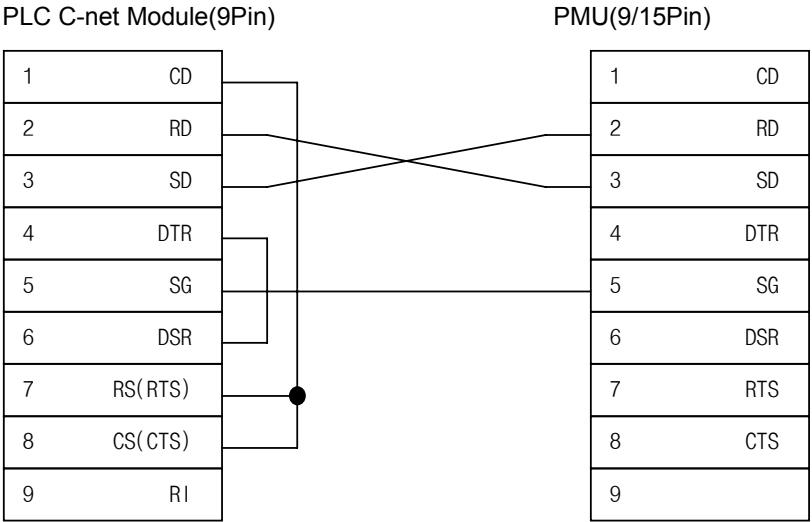 PLC C-net Module(9Pin)
PMU(9/15Pin)
1 CD
2 RD
3 SD
4 DTR
5 SG
6 DSR
7 RS(RTS)
8 CS(CTS)
9 RI
1 CD
2 RD
3 SD
4 DTR
5 SG
6 DSR
7 RTS
8 CTS
9